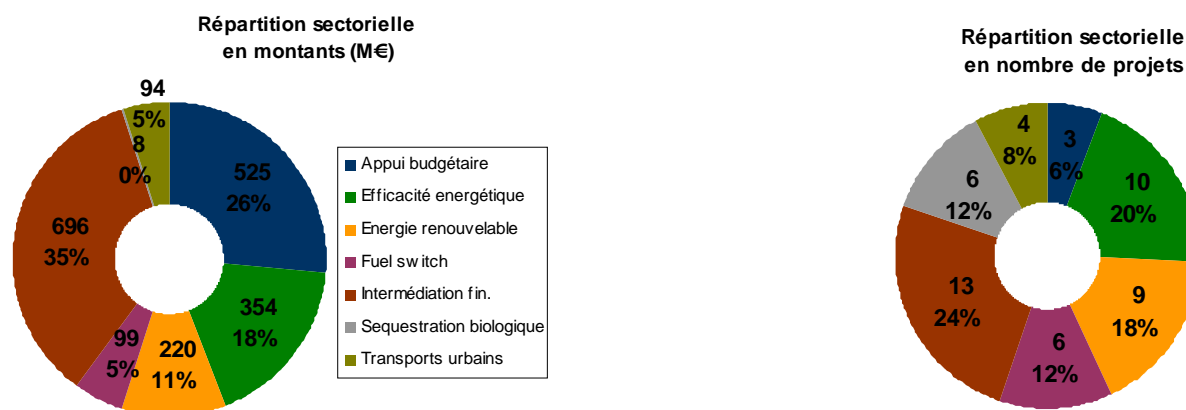 Répartition sectorielle
en montants (M€)
94
5%
8
0%
525
26%
696
35%
354
18%
99
5%
220
11%
Appui budgétaire
Efficacité energétique
Energie renouvelable
Fuel switch
Intermédiation fin.
Sequestration biologique
Transports urbains
Répartition sectorielle
en nombre de projets
4
8%
3
6%
6
12%
10
20%
13
24%
9
18%
6
12%